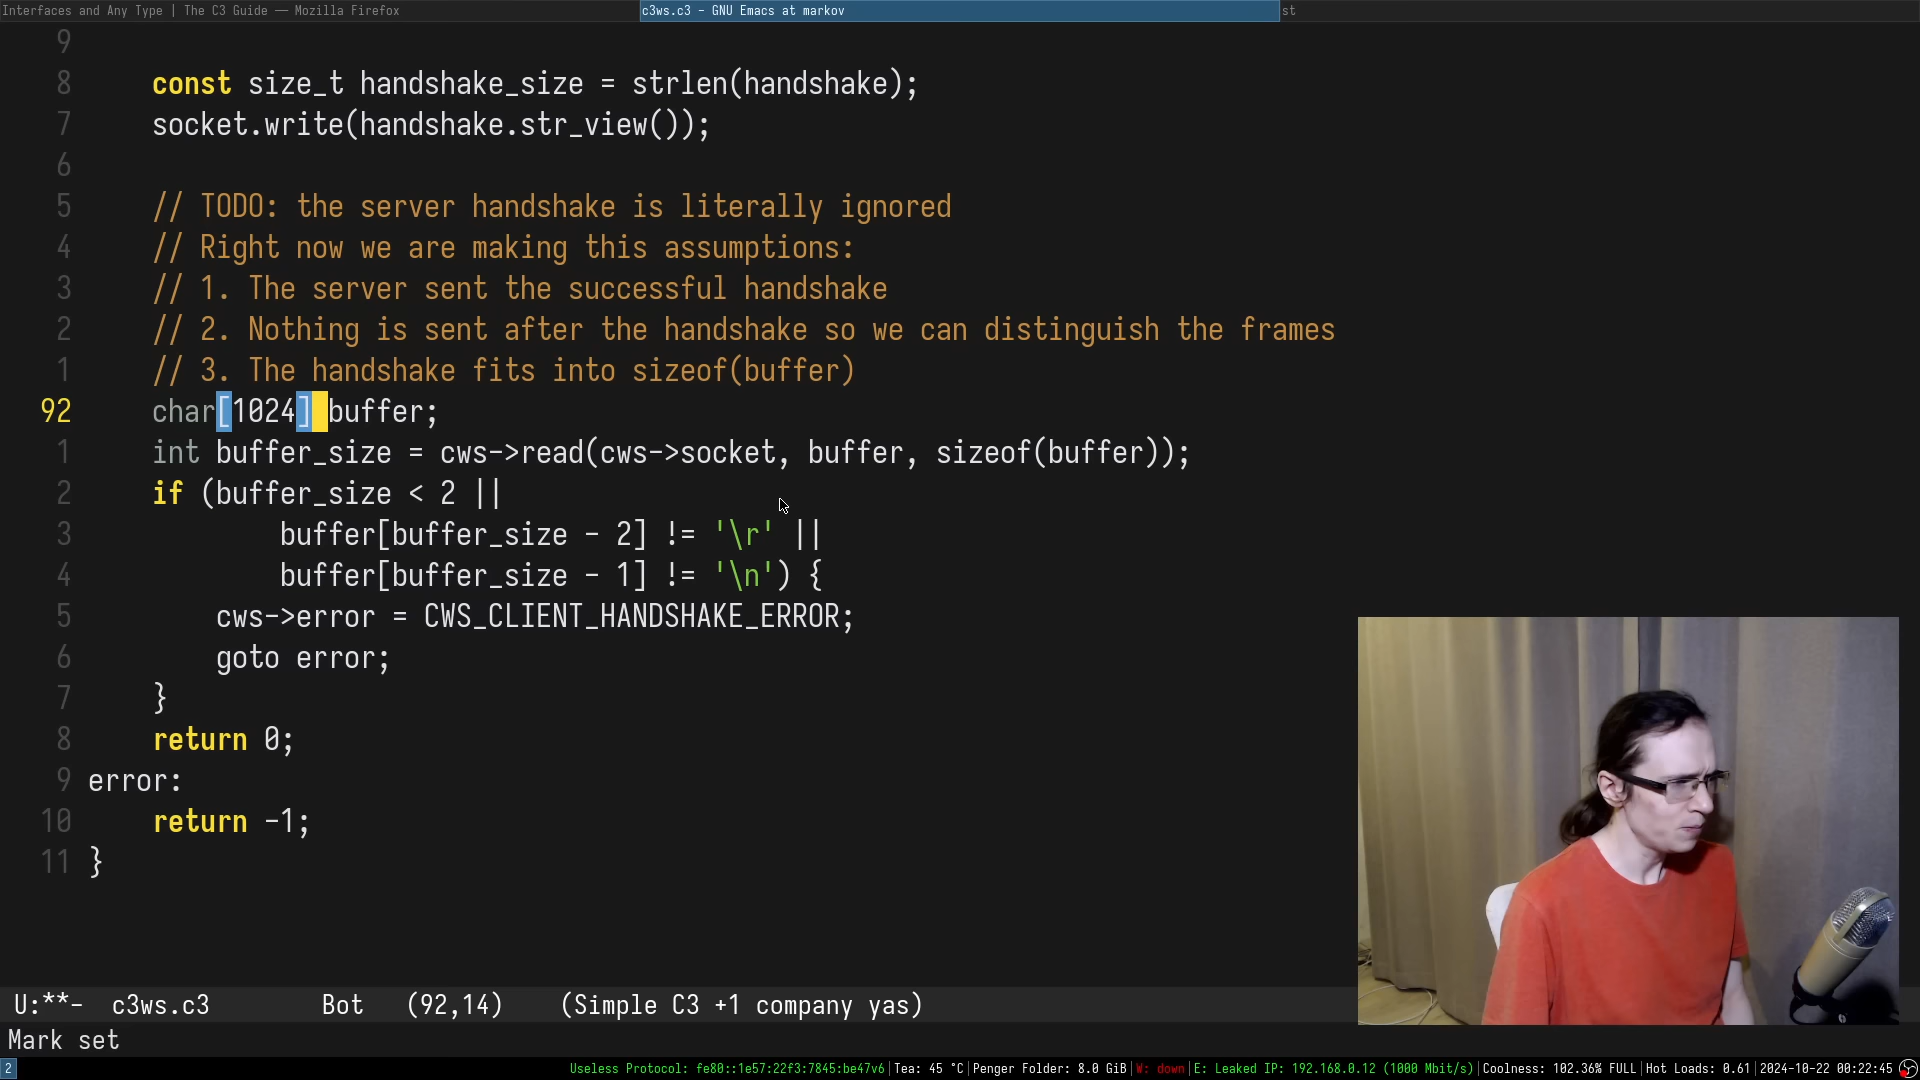 Interfaces and Any Type | The C3 Guide — Mozilla Firefox
c3ws.c3 - GNU Emacs at markov
st
9
8 const size_t handshake_size = strlen(handshake);
7 socket.write(handshake.str_view());
6
5 // TODO: the server handshake is literally ignored
4 // Right now we are making this assumptions:
3 // 1. The server sent the successful handshake
2 // 2. Nothing is sent after the handshake so we can distinguish the frames
1 // 3. The handshake fits into sizeof(buffer)
92 char[1024] buffer;
1 int buffer_size = cws->read(cws->socket, buffer, sizeof(buffer));
2 if (buffer_size < 2 ||
3 buffer[buffer_size - 2] != '\r' ||
4 buffer[buffer_size - 1] != '\n') {
5 cws->error = CWS_CLIENT_HANDSHAKE_ERROR;
6 goto error;
7 }
8 return 0;
9 error:
10 return -1;
11 }
U:**- c3ws.c3 Bot (92,14) (Simple C3 +1 company yas)
Mark set
2 Useless Protocol: fe80::1e57:22f3:7845:be47v6|Tea: 45 °C|Penger Folder: 8.0 GiB|W: down|E: Leaked IP: 192.168.0.12 (1000 Mbit/s)|Coolness: 102.36% FULL|Hot Loads: 0.61|2024-10-22 00:22:45